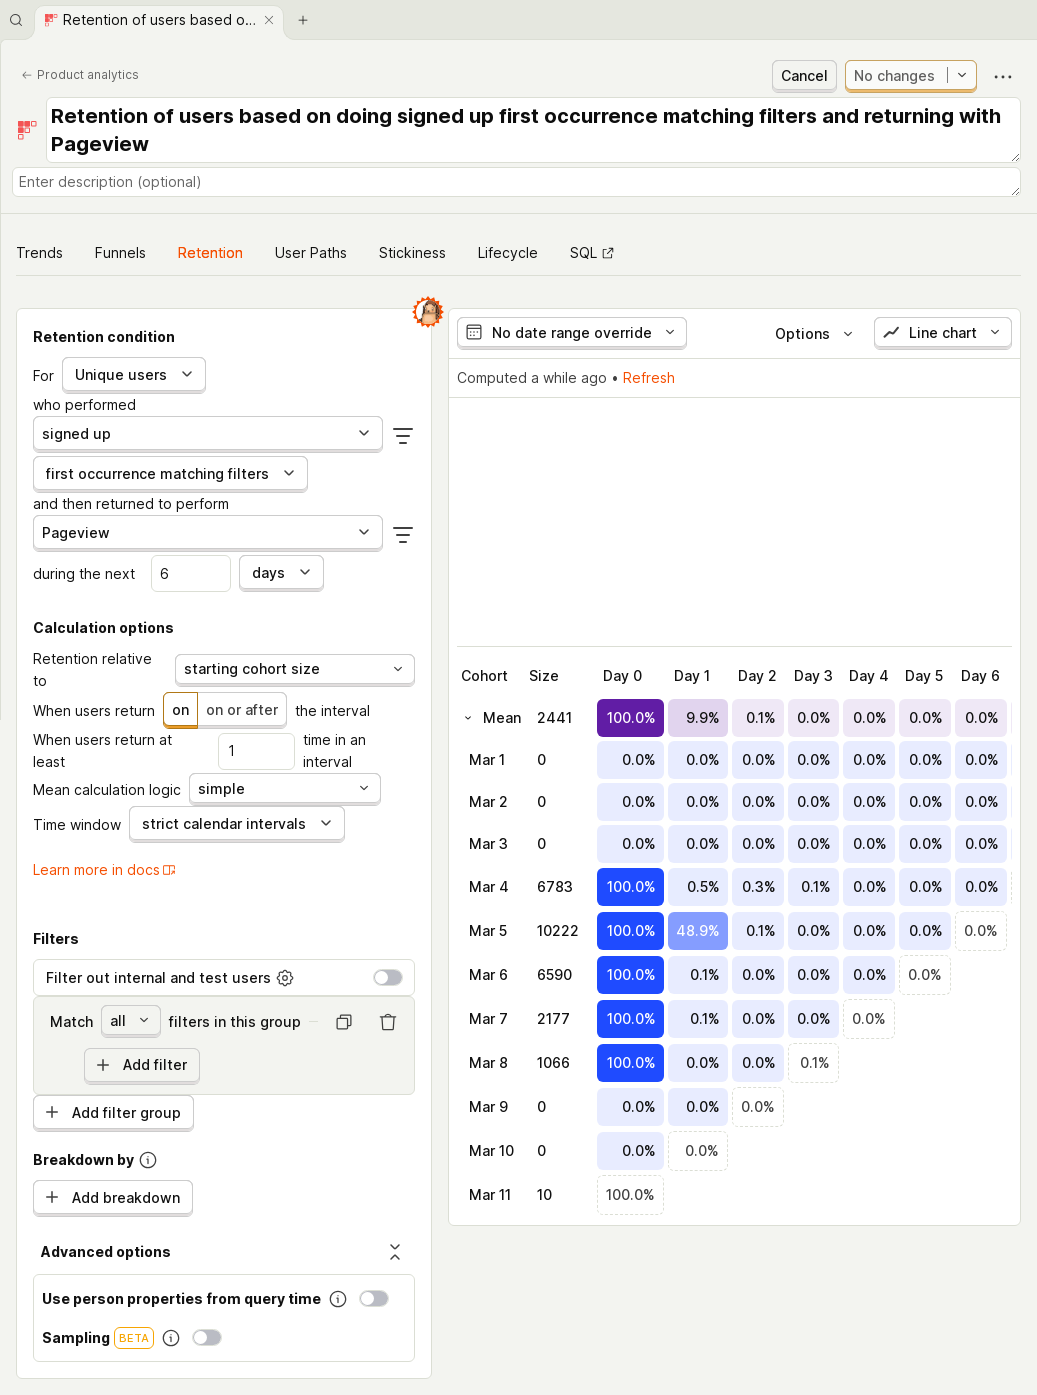 Retention of users based o...
Product analytics
Cancel
No changes
Retention of users based on doing signed up first occurrence matching filters and returning with
Pageview
Enter description (optional)
Trends Funnels Retention User Paths Stickiness Lifecycle SQL
Retention condition
For Unique users
who performed
signed up
first occurrence matching filters
and then returned to perform
Pageview
during the next 6 days
Calculation options
Retention relative
to
starting cohort size
When users return on on or after the interval
When users return at
least
1
time in an
interval
Mean calculation logic simple
Time window strict calendar intervals
Learn more in docs
Filters
Filter out internal and test users
Match all filters in this group
Add filter
Add filter group
Breakdown by
Add breakdown
Advanced options
Use person properties from query time
Sampling BETA
No date range override Options Line chart
Computed a while ago • Refresh
Cohort Size Day 0 Day 1 Day 2 Day 3 Day 4 Day 5 Day 6
Mean 2441 100.0% 9.9% 0.1% 0.0% 0.0% 0.0% 0.0%
Mar 1 0 0.0% 0.0% 0.0% 0.0% 0.0% 0.0% 0.0%
Mar 2 0 0.0% 0.0% 0.0% 0.0% 0.0% 0.0% 0.0%
Mar 3 0 0.0% 0.0% 0.0% 0.0% 0.0% 0.0% 0.0%
Mar 4 6783 100.0% 0.5% 0.3% 0.1% 0.0% 0.0% 0.0%
Mar 5 10222 100.0% 48.9% 0.1% 0.0% 0.0% 0.0% 0.0%
Mar 6 6590 100.0% 0.1% 0.0% 0.0% 0.0% 0.0%
Mar 7 2177 100.0% 0.1% 0.0% 0.0% 0.0%
Mar 8 1066 100.0% 0.0% 0.0% 0.1%
Mar 9 0 0.0% 0.0% 0.0%
Mar 10 0 0.0% 0.0%
Mar 11 10 100.0%